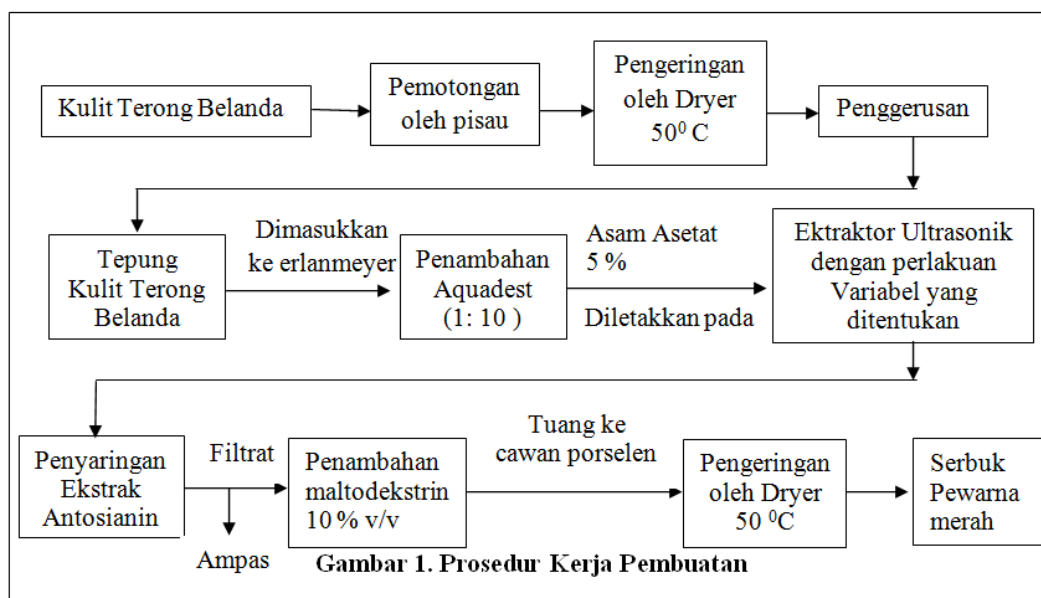 Kulit Terong Belanda
Pemotongan
oleh pisau
Pengeringan
oleh Dryer
50⁰ C
Penggerusan
Tepung
Kulit Terong
Belanda
Dimasukkan
ke erlanmeyer
Penambahan
Aquadest
(1: 10 )
Asam Asetat
5 %
Diletakkan pada
Ektraktor Ultrasonik
dengan perlakuan
Variabel yang
ditentukan
Penyaringan
Ekstrak
Antosianin
Filtrat
Ampas
Penambahan
maltodekstrin
10 % v/v
Tuang ke
cawan porselen
Pengeringan
oleh Dryer
50 ⁰C
Serbuk
Pewarna
merah
Gambar 1. Prosedur Kerja Pembuatan